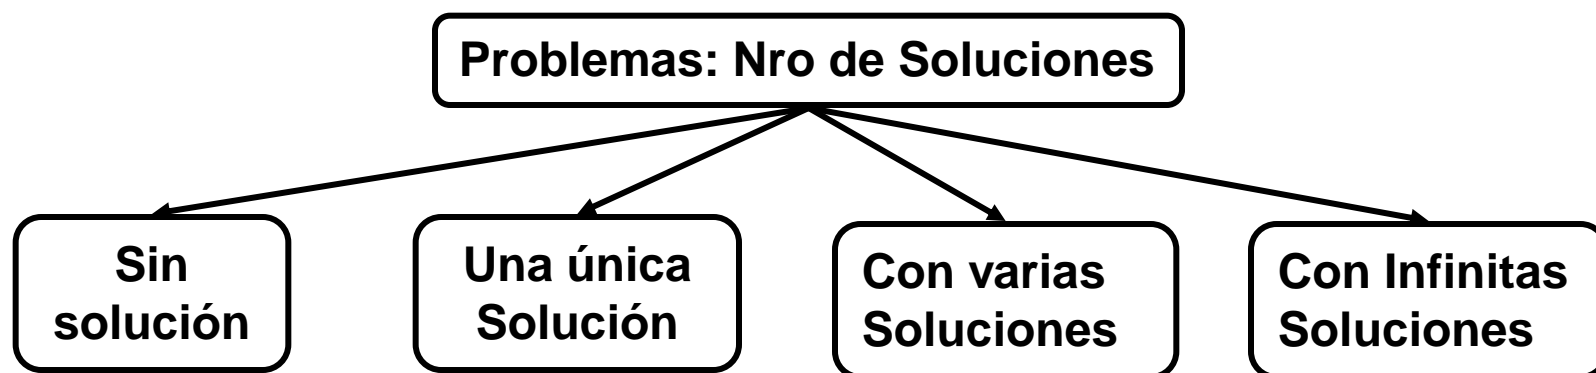 Problemas: Nro de Soluciones
Sin
solución
Una única
Solución
Con varias
Soluciones
Con Infinitas
Soluciones